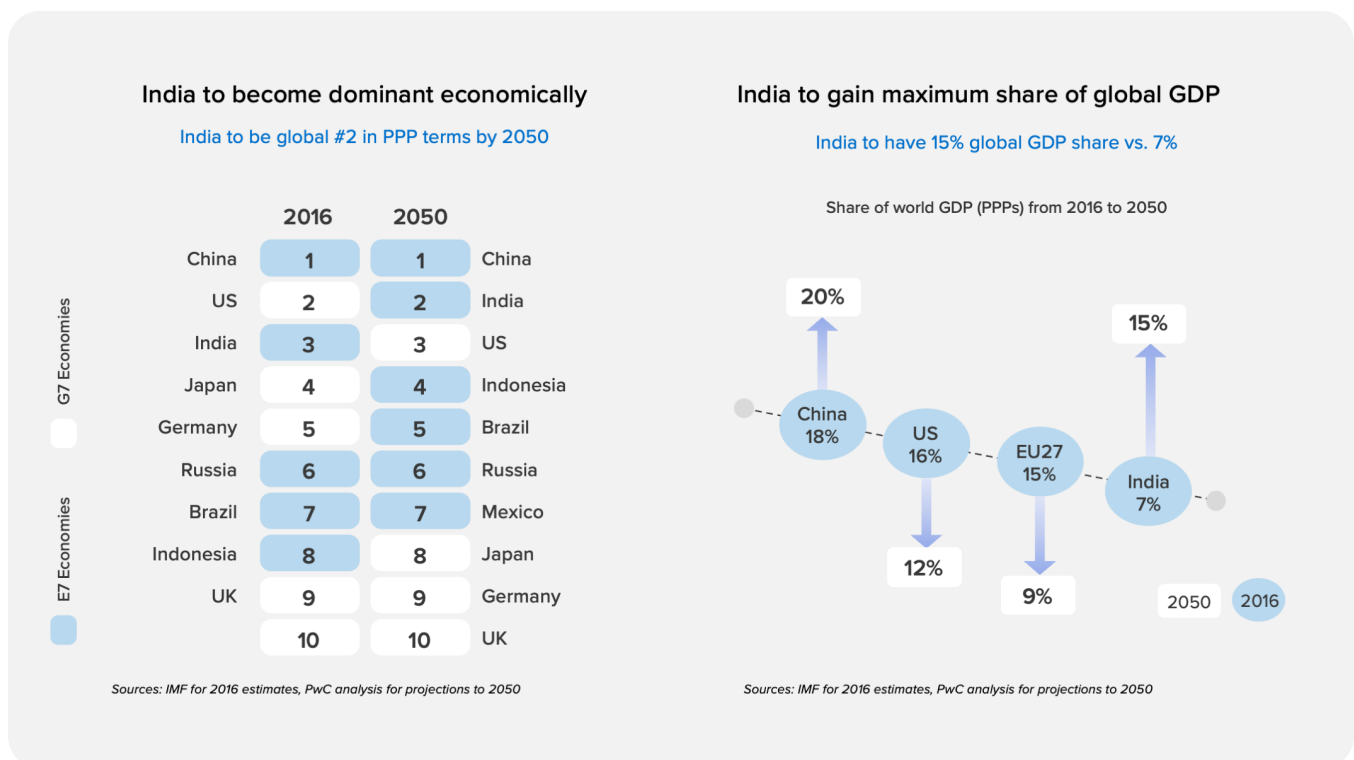 India to become dominant economically
India to be global #2 in PPP terms by 2050
2016 2050
China 1 1 China
US 2 2 India
India 3 3 US
Japan 4 4 Indonesia
Germany 5 5 Brazil
Russia 6 6 Russia
Brazil 7 7 Mexico
Indonesia 8 8 Japan
UK 9 9 Germany
10 10 UK
G7 Economies
E7 Economies
Sources: IMF for 2016 estimates, PwC analysis for projections to 2050
India to gain maximum share of global GDP
India to have 15% global GDP share vs. 7%
Share of world GDP (PPPs) from 2016 to 2050
20%
China
18%
US
16%
12%
EU27
15%
9%
15%
India
7%
2050 2016
Sources: IMF for 2016 estimates, PwC analysis for projections to 2050